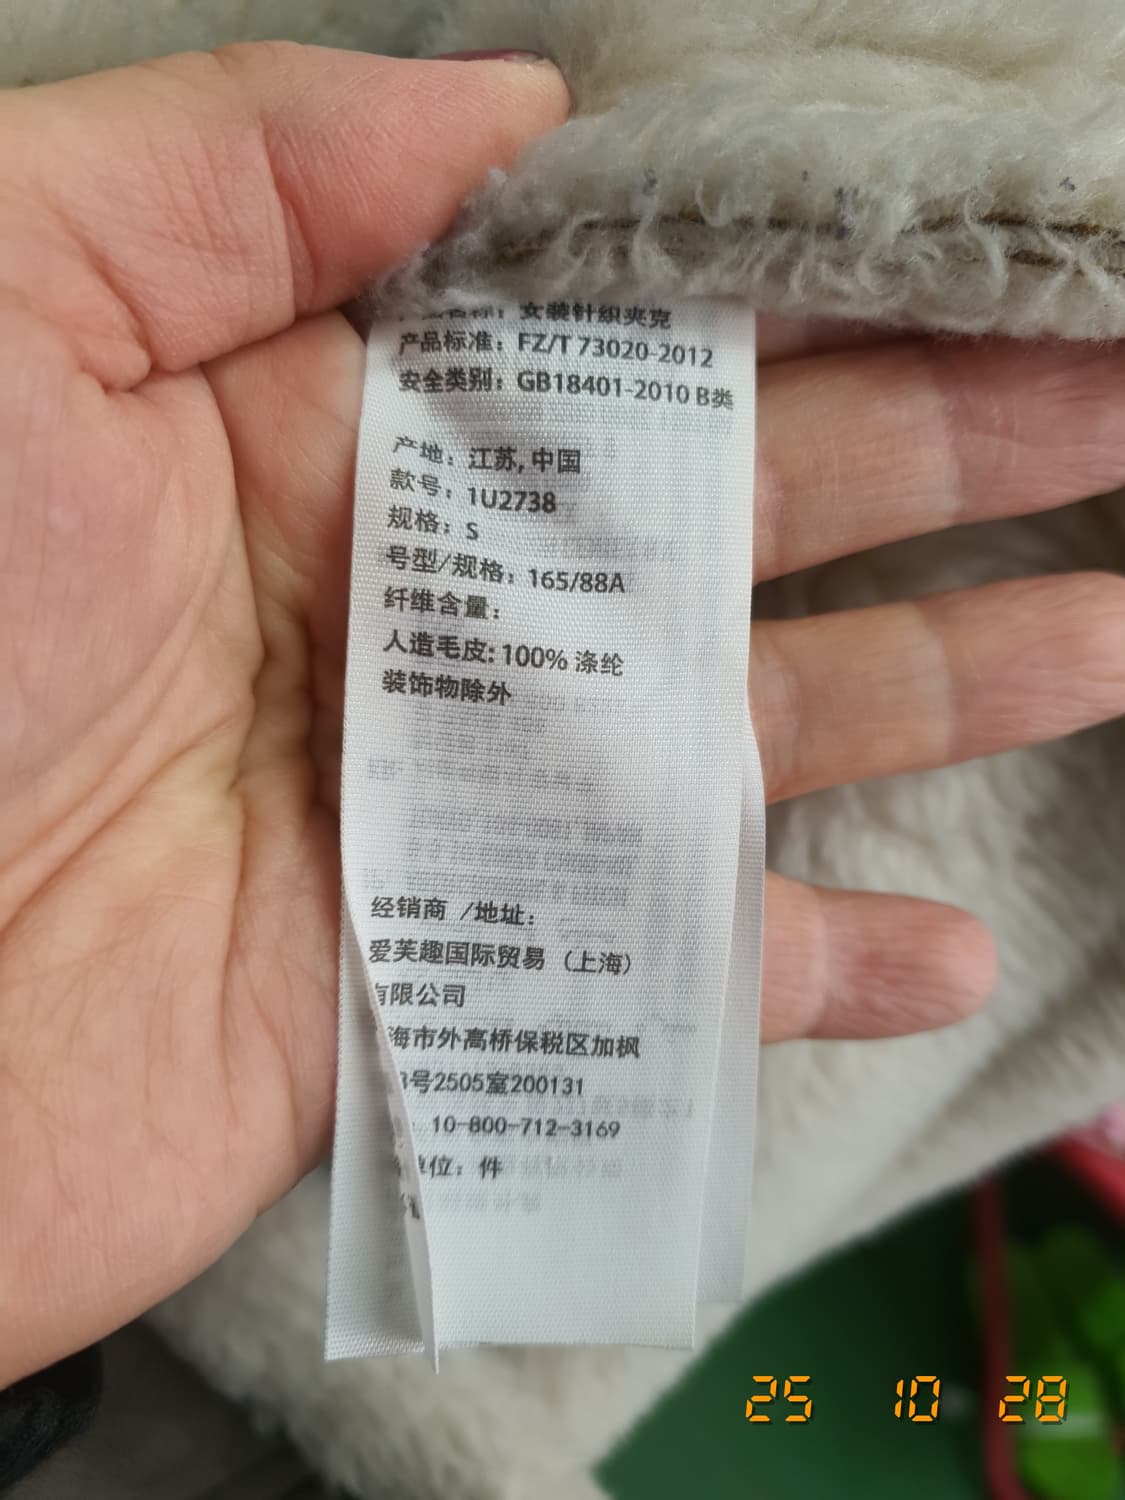 女装针织夹克
产品标准：FZ/T 73020-2012
安全类别：GB18401-2010 B类
产地：江苏, 中国
款号：1U2738
规格：S
号型/规格：165/88A
纤维含量：
人造毛皮: 100% 涤纶
装饰物除外
经销商 /地址：
爱芙趣国际贸易 （上海）
有限公司
海市外高桥保税区加枫
号2505室200131
10-800-712-3169
单位：件
25 10 28